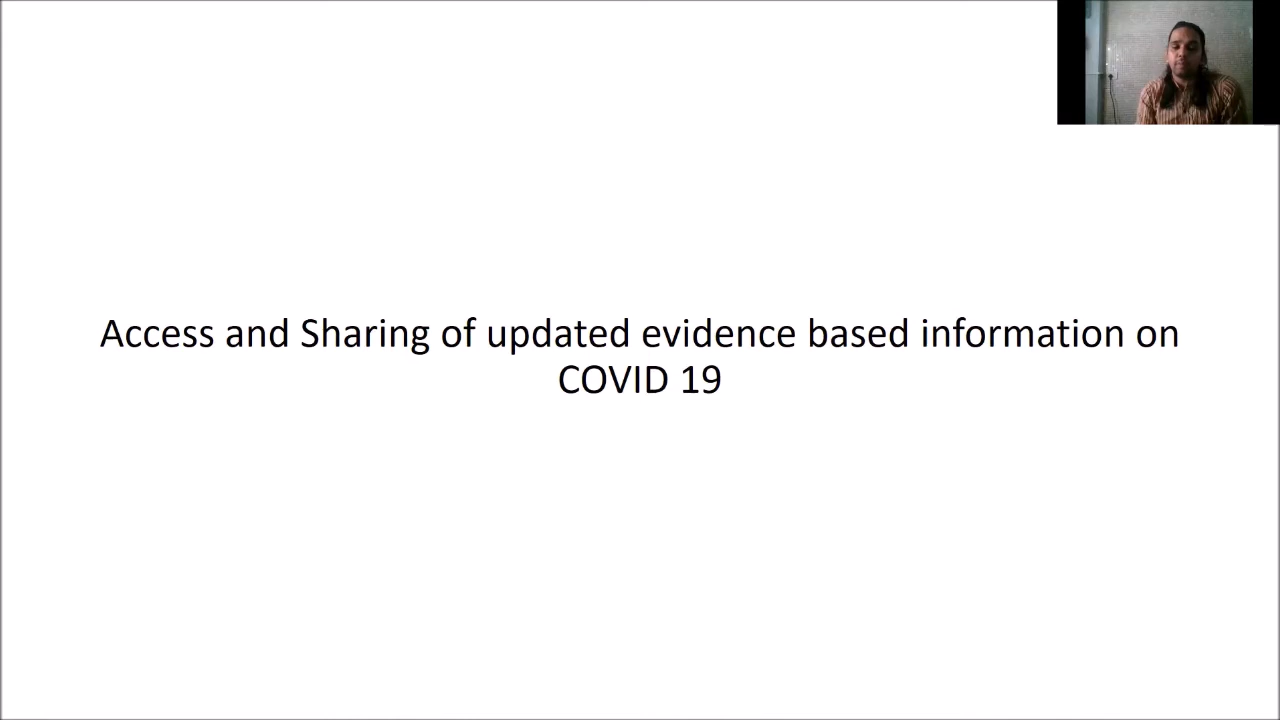 Access and Sharing of updated evidence based information on
COVID 19